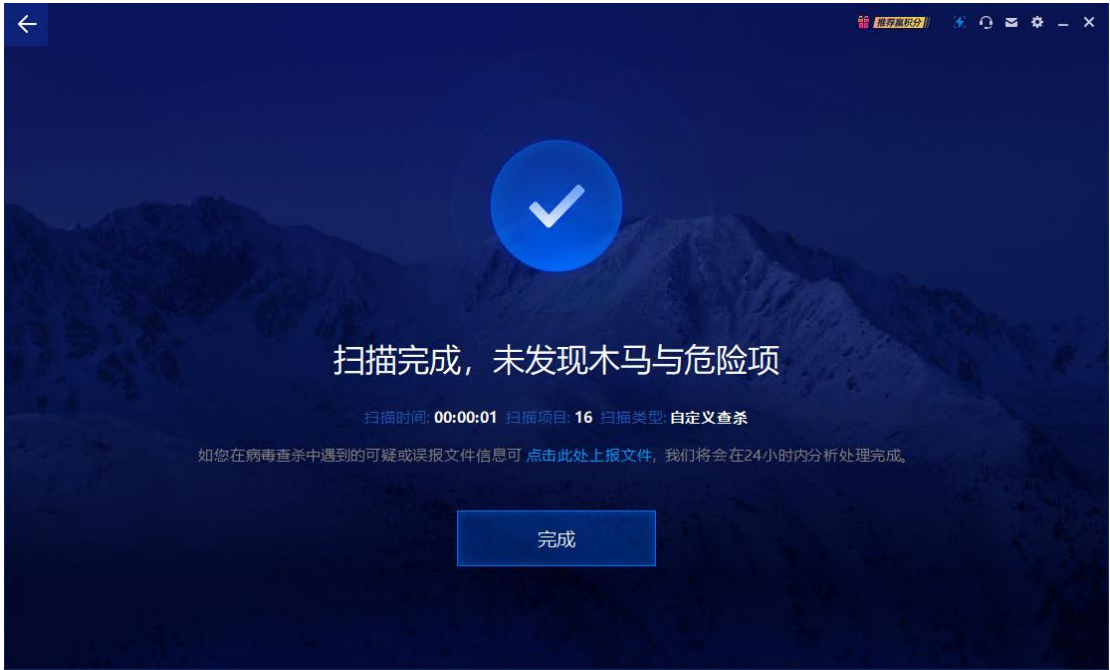 推荐赢积分
扫描完成，未发现木马与危险项
扫描时间: 00:00:01 扫描项目: 16 扫描类型: 自定义查杀
如您在病毒查杀中遇到的可疑或误报文件信息可 点击此处上报文件，我们将会在24小时内分析处理完成。
完成